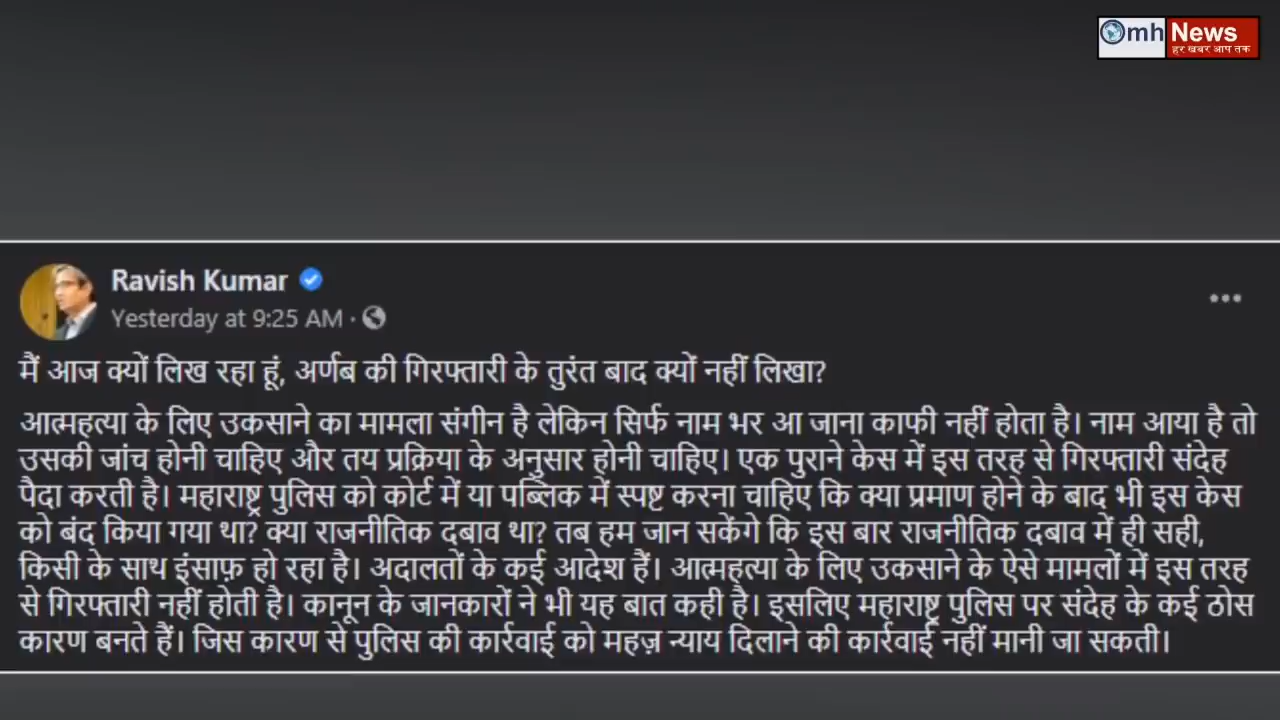 Omh News
हर खबर आप तक
Ravish Kumar
Yesterday at 9:25 AM ·
मैं आज क्यों लिख रहा हूं, अर्णब की गिरफ्तारी के तुरंत बाद क्यों नहीं लिखा?
आत्महत्या के लिए उकसाने का मामला संगीन है लेकिन सिर्फ नाम भर आ जाना काफी नहीं होता है। नाम आया है तो
उसकी जांच होनी चाहिए और तय प्रक्रिया के अनुसार होनी चाहिए। एक पुराने केस में इस तरह से गिरफ्तारी संदेह
पैदा करती है। महाराष्ट्र पुलिस को कोर्ट में या पब्लिक में स्पष्ट करना चाहिए कि क्या प्रमाण होने के बाद भी इस केस
को बंद किया गया था? क्या राजनीतिक दबाव था? तब हम जान सकेंगे कि इस बार राजनीतिक दबाव में ही सही,
किसी के साथ इंसाफ़ हो रहा है। अदालतों के कई आदेश हैं। आत्महत्या के लिए उकसाने के ऐसे मामलों में इस तरह
से गिरफ्तारी नहीं होती है। कानून के जानकारों ने भी यह बात कही है। इसलिए महाराष्ट्र पुलिस पर संदेह के कई ठोस
कारण बनते हैं। जिस कारण से पुलिस की कार्रवाई को महज़ न्याय दिलाने की कार्रवाई नहीं मानी जा सकती।